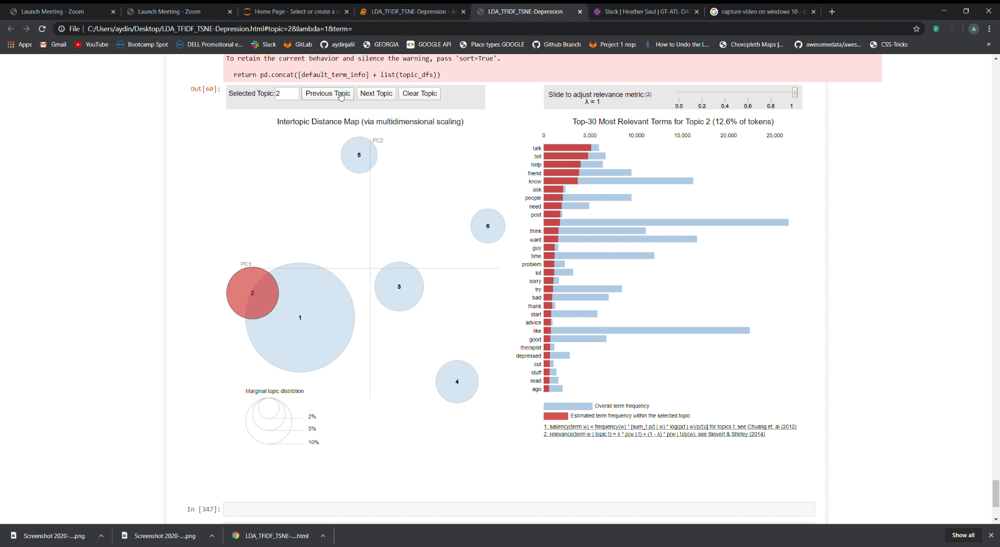 Launch Meeting - Zoom
Launch Meeting - Zoom
Home Page - Select or create a n
LDA_TFIDF_TSNE-Depression - Ju
LDA_TFIDF_TSNE-Depression
Slack | Heather Saul | GT-ATL-DA
capture video on windows 10 - G
File | C:/Users/aydin/Desktop/LDA_TFIDF_TSNE-Depression.html#topic=2&lambda=1&term=
A
Apps
Gmail
YouTube
Bootcamp Spot
DELL Promotional e...
Slack
GitLab
aydinjalil
GEORGIA
GOOGLE API
Place types GOOGLE
Github Branch
Project 1 reqs
How to Undo the L...
Choropleth Maps |...
awesomedata/awes...
CSS-Tricks
»
To retain the current behavior and silence the warning, pass 'sort=True'.
return pd.concat([default_term_info] + list(topic_dfs))
Out[60]:
Selected Topic: 2
Previous Topic
Next Topic
Clear Topic
Slide to adjust relevance metric:(2)
λ = 1
0.0 0.2 0.4 0.6 0.8 1
Intertopic Distance Map (via multidimensional scaling)
PC2
5
6
PC1
2
3
1
4
Marginal topic distribtion
2%
5%
10%
Top-30 Most Relevant Terms for Topic 2 (12.6% of tokens)
0 5,000 10,000 15,000 20,000 25,000
talk
tell
help
friend
know
ask
people
need
post
think
want
guy
time
problem
lot
sorry
try
bad
thank
start
advice
like
good
therapist
depressed
cut
stuff
read
ago
Overall term frequency
Estimated term frequency within the selected topic
1. saliency(term w) = frequency(w) * [sum_t p(t | w) * log(p(t | w)/p(t))] for topics t; see Chuang et. al (2012)
2. relevance(term w | topic t) = λ * p(w | t) + (1 - λ) * p(w | t)/p(w); see Sievert & Shirley (2014)
In [347]:
Screenshot 2020-....png
Screenshot 2020-....png
LDA_TFIDF_TSNE-....html
Show all